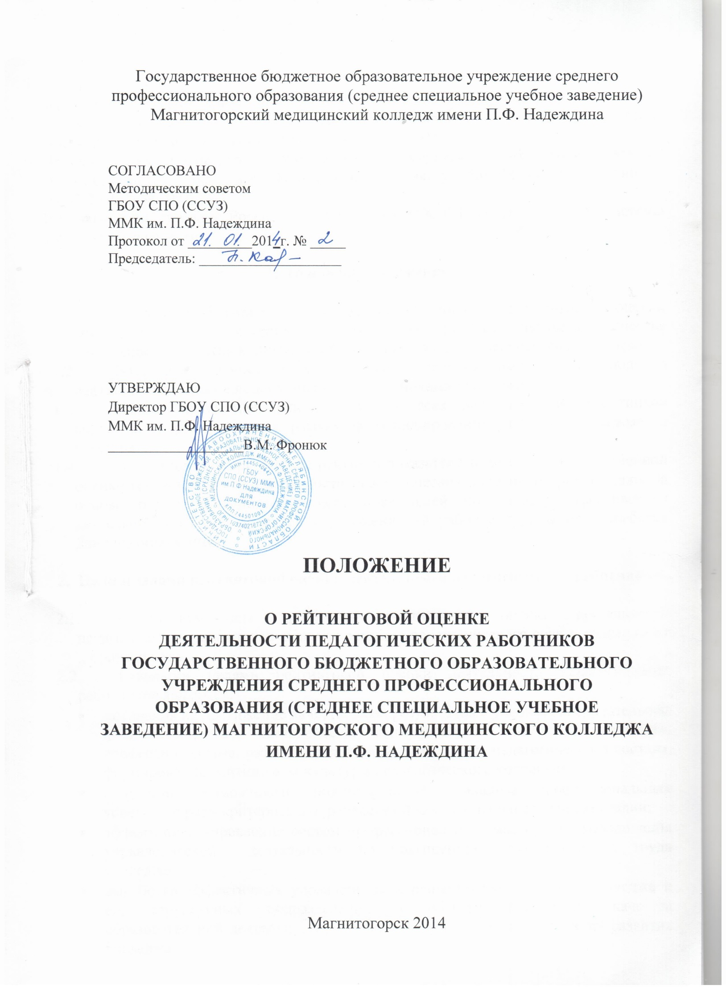 Государственное бюджетное образовательное учреждение среднего
профессионального образования (среднее специальное учебное заведение)
Магнитогорский медицинский колледж имени П.Ф. Надеждина
СОГЛАСОВАНО
Методическим советом
ГБОУ СПО (ССУЗ)
ММК им. П.Ф. Надеждина
Протокол от 21. 01. 2014г. № 2
Председатель:
УТВЕРЖДАЮ
Директор ГБОУ СПО (ССУЗ)
ММК им. П.Ф. Надеждина
В.М. Фронюк
МИНИСТЕРСТВО ЗДРАВООХРАНЕНИЯ ЧЕЛЯБИНСКОЙ ОБЛАСТИ
ГОСУДАРСТВЕННОЕ БЮДЖЕТНОЕ ОБРАЗОВАТЕЛЬНОЕ УЧРЕЖДЕНИЕ СРЕДНЕГО ПРОФЕССИОНАЛЬНОГО
ОБРАЗОВАНИЯ (СРЕДНЕЕ СПЕЦИАЛЬНОЕ УЧЕБНОЕ ЗАВЕДЕНИЕ) МАГНИТОГОРСКИЙ
МЕДИЦИНСКИЙ КОЛЛЕДЖ ИМЕНИ П Ф НАДЕЖДИНА
ОГРН 1037402167219
ИНН 7445040642
ГБОУ
СПО (ССУЗ) ММК
им П Ф Надеждина
ДЛЯ
ДОКУМЕНТОВ
КПП 744501001
ПОЛОЖЕНИЕ
О РЕЙТИНГОВОЙ ОЦЕНКЕ
ДЕЯТЕЛЬНОСТИ ПЕДАГОГИЧЕСКИХ РАБОТНИКОВ
ГОСУДАРСТВЕННОГО БЮДЖЕТНОГО ОБРАЗОВАТЕЛЬНОГО
УЧРЕЖДЕНИЯ СРЕДНЕГО ПРОФЕССИОНАЛЬНОГО
ОБРАЗОВАНИЯ (СРЕДНЕЕ СПЕЦИАЛЬНОЕ УЧЕБНОЕ
ЗАВЕДЕНИЕ) МАГНИТОГОРСКОГО МЕДИЦИНСКОГО КОЛЛЕДЖА
ИМЕНИ П.Ф. НАДЕЖДИНА
Магнитогорск 2014